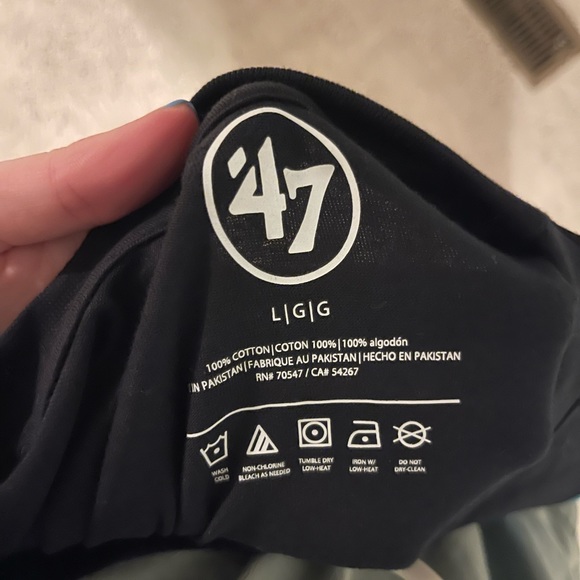 '47
L|G|G
100% COTTON|COTON 100%|100% algodón
IN PAKISTAN|FABRIQUE AU PAKISTAN|HECHO EN PAKISTAN
RN# 70547 / CA# 54267
WASH COLD
NON-CHLORINE BLEACH AS NEEDED
TUMBLE DRY LOW-HEAT
IRON W/ LOW-HEAT
DO NOT DRY-CLEAN